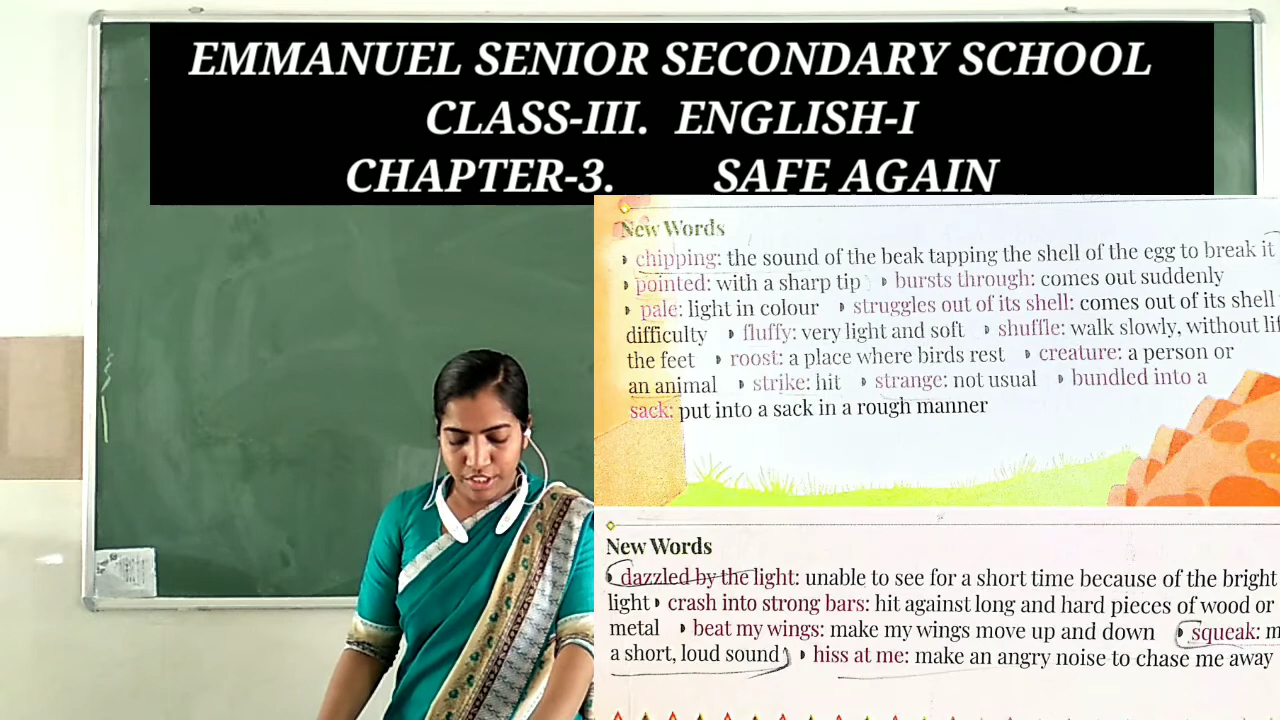 EMMANUEL SENIOR SECONDARY SCHOOL
CLASS-III. ENGLISH-I
CHAPTER-3. SAFE AGAIN
New Words
chipping: the sound of the beak tapping the shell of the egg to break it
pointed: with a sharp tip bursts through: comes out suddenly
pale: light in colour struggles out of its shell: comes out of its shell
difficulty fluffy: very light and soft shuffle: walk slowly, without
the feet roost: a place where birds rest creature: a person or
an animal strike: hit strange: not usual bundled into a
sack: put into a sack in a rough manner
New Words
dazzled by the light: unable to see for a short time because of the bright
light crash into strong bars: hit against long and hard pieces of wood or
metal beat my wings: make my wings move up and down squeak:
a short, loud sound hiss at me: make an angry noise to chase me away